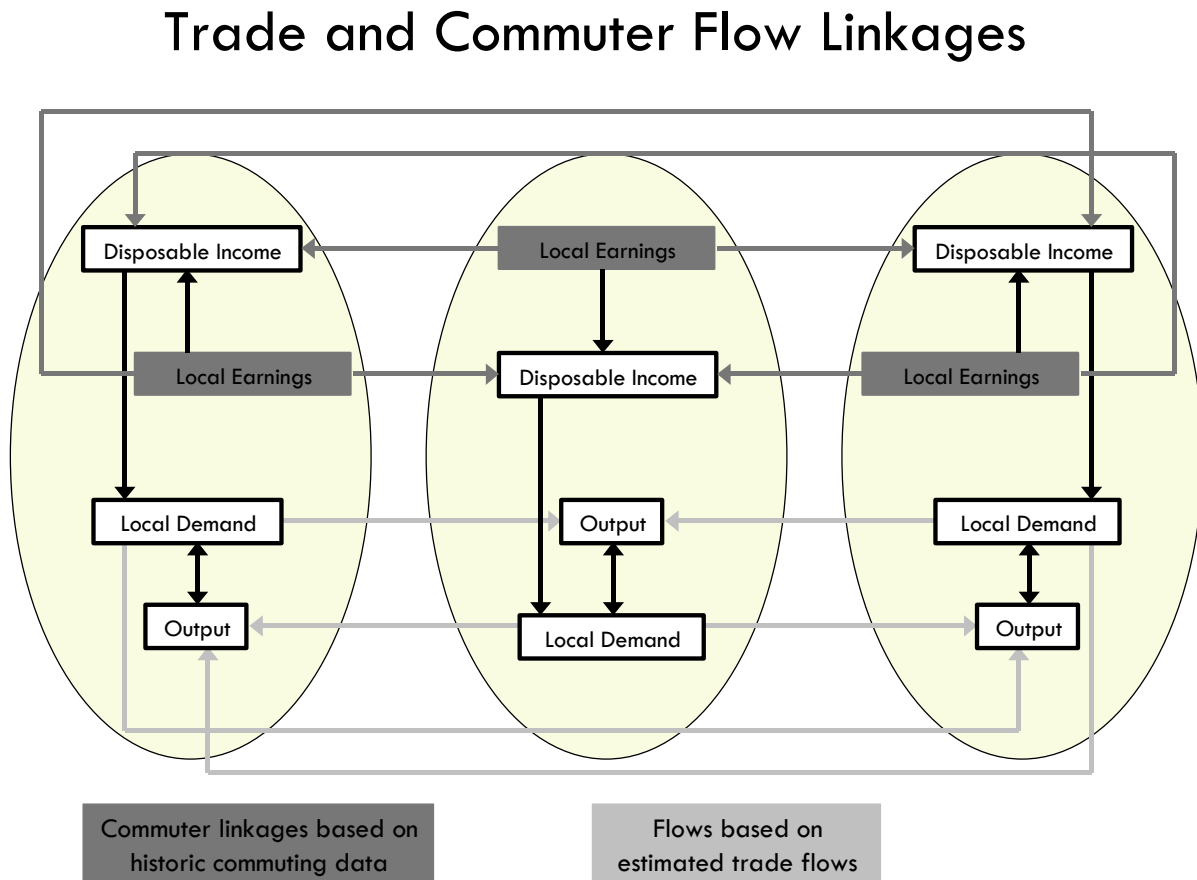 Trade and Commuter Flow Linkages
Disposable Income
Local Earnings
Disposable Income
Local Earnings
Disposable Income
Local Earnings
Local Demand
Output
Local Demand
Output
Local Demand
Output
Commuter linkages based on
historic commuting data
Flows based on
estimated trade flows